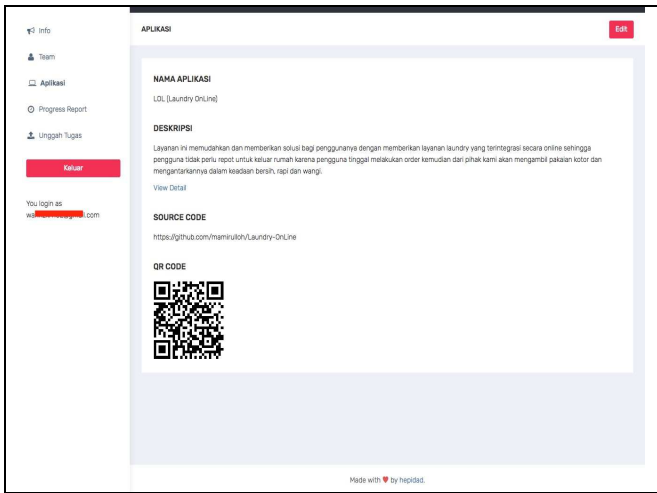 Info
Team
Aplikasi
Progress Report
Unggah Tugas
Keluar
You login as
.com
APLIKASI
Edit
NAMA APLIKASI
LOL (Laundry OnLine)
DESKRIPSI
Layanan ini memudahkan dan memberikan solusi bagi penggunanya dengan memberikan layanan laundry yang terintegrasi secara online sehingga
pengguna tidak perlu repot untuk keluar rumah karena pengguna tinggal melakukan order kemudian dari pihak kami akan mengambil pakaian kotor dan
mengantarkannya dalam keadaan bersih, rapi dan wangi.
View Detail
SOURCE CODE
https://github.com/mamirulloh/Laundry-OnLine
QR CODE
Made with ♥ by hepidad.